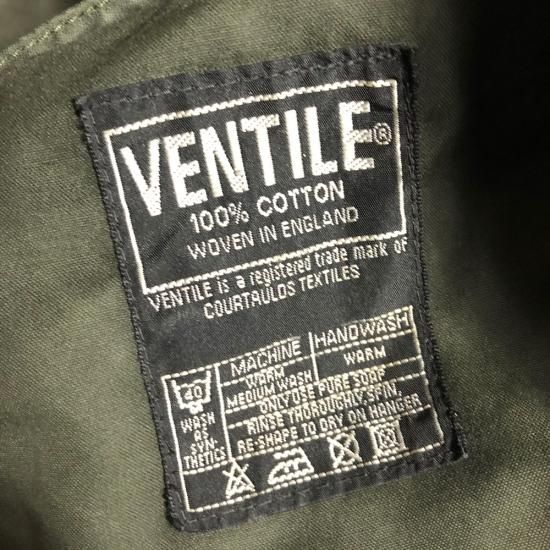 VENTILE®
100% COTTON
WOVEN IN ENGLAND
VENTILE is a registered trade mark of
COURTAULDS TEXTILES
MACHINE HANDWASH
40 WARM WARM
MEDIUM WASH
WASH ONLY USE PURE SOAP
AS RINSE THOROUGHLY SPIN.
SYN- RE-SHAPE TO DRY ON HANGER
THETICS